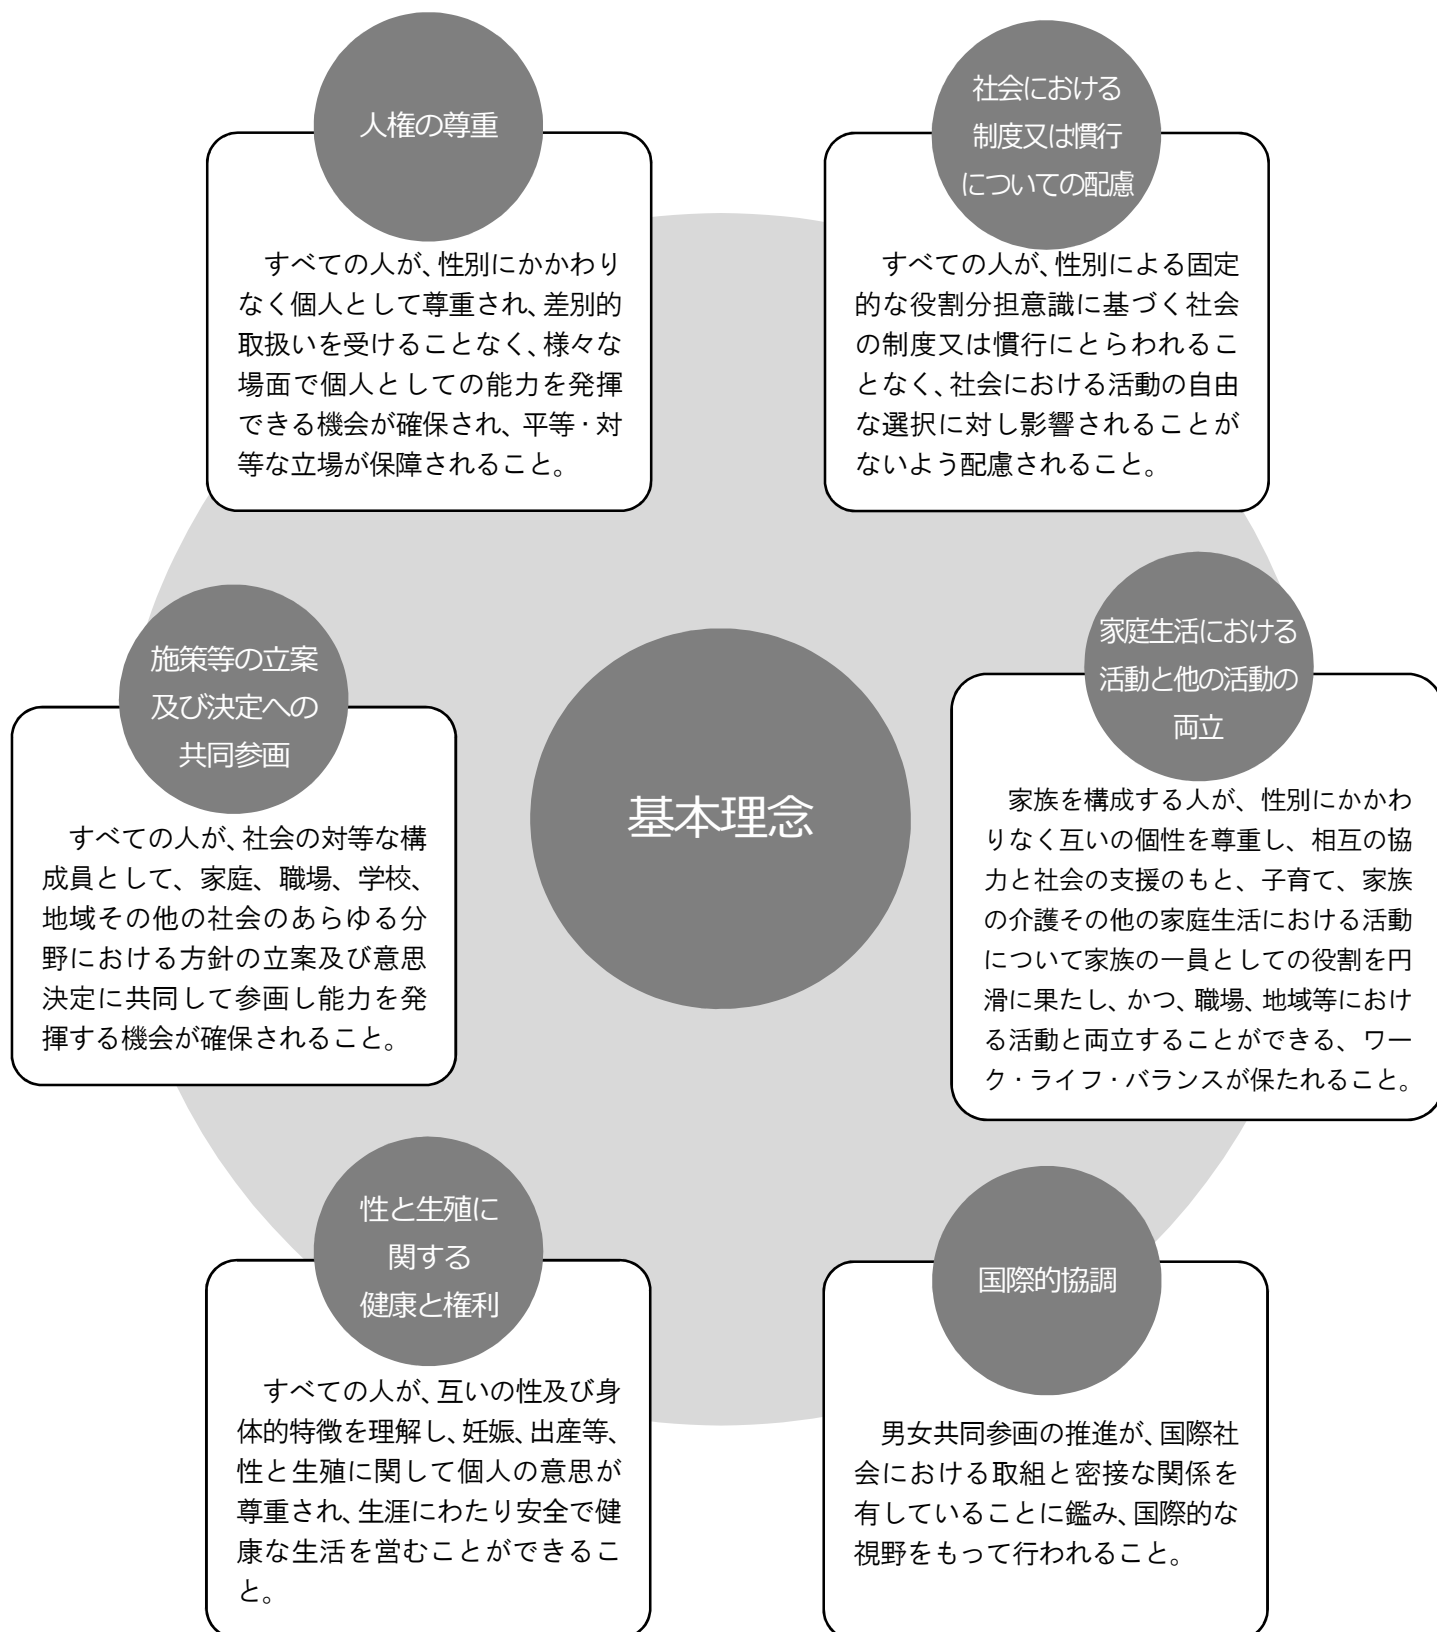 人権の尊重
すべての人が、性別にかかわり
なく個人として尊重され、差別的
取扱いを受けることなく、様々な
場面で個人としての能力を発揮
できる機会が確保され、平等・対
等な立場が保障されること。
社会における
制度又は慣行
についての配慮
すべての人が、性別による固定
的な役割分担意識に基づく社会
の制度又は慣行にとらわれるこ
となく、社会における活動の自由
な選択に対し影響されることが
ないよう配慮されること。
施策等の立案
及び決定への
共同参画
すべての人が、社会の対等な構
成員として、家庭、職場、学校、
地域その他の社会のあらゆる分
野における方針の立案及び意思
決定に共同して参画し能力を発
揮する機会が確保されること。
基本理念
家庭生活における
活動と他の活動の
両立
家族を構成する人が、性別にかかわ
りなく互いの個性を尊重し、相互の協
力と社会の支援のもと、子育て、家族
の介護その他の家庭生活における活動
について家族の一員としての役割を円
滑に果たし、かつ、職場、地域等におけ
る活動と両立することができる、ワー
ク・ライフ・バランスが保たれること。
性と生殖に
関する
健康と権利
すべての人が、互いの性及び身
体的特徴を理解し、妊娠、出産等、
性と生殖に関して個人の意思が
尊重され、生涯にわたり安全で健
康な生活を営むことができるこ
と。
国際的協調
男女共同参画の推進が、国際社
会における取組と密接な関係を
有していることに鑑み、国際的な
視野をもって行われること。